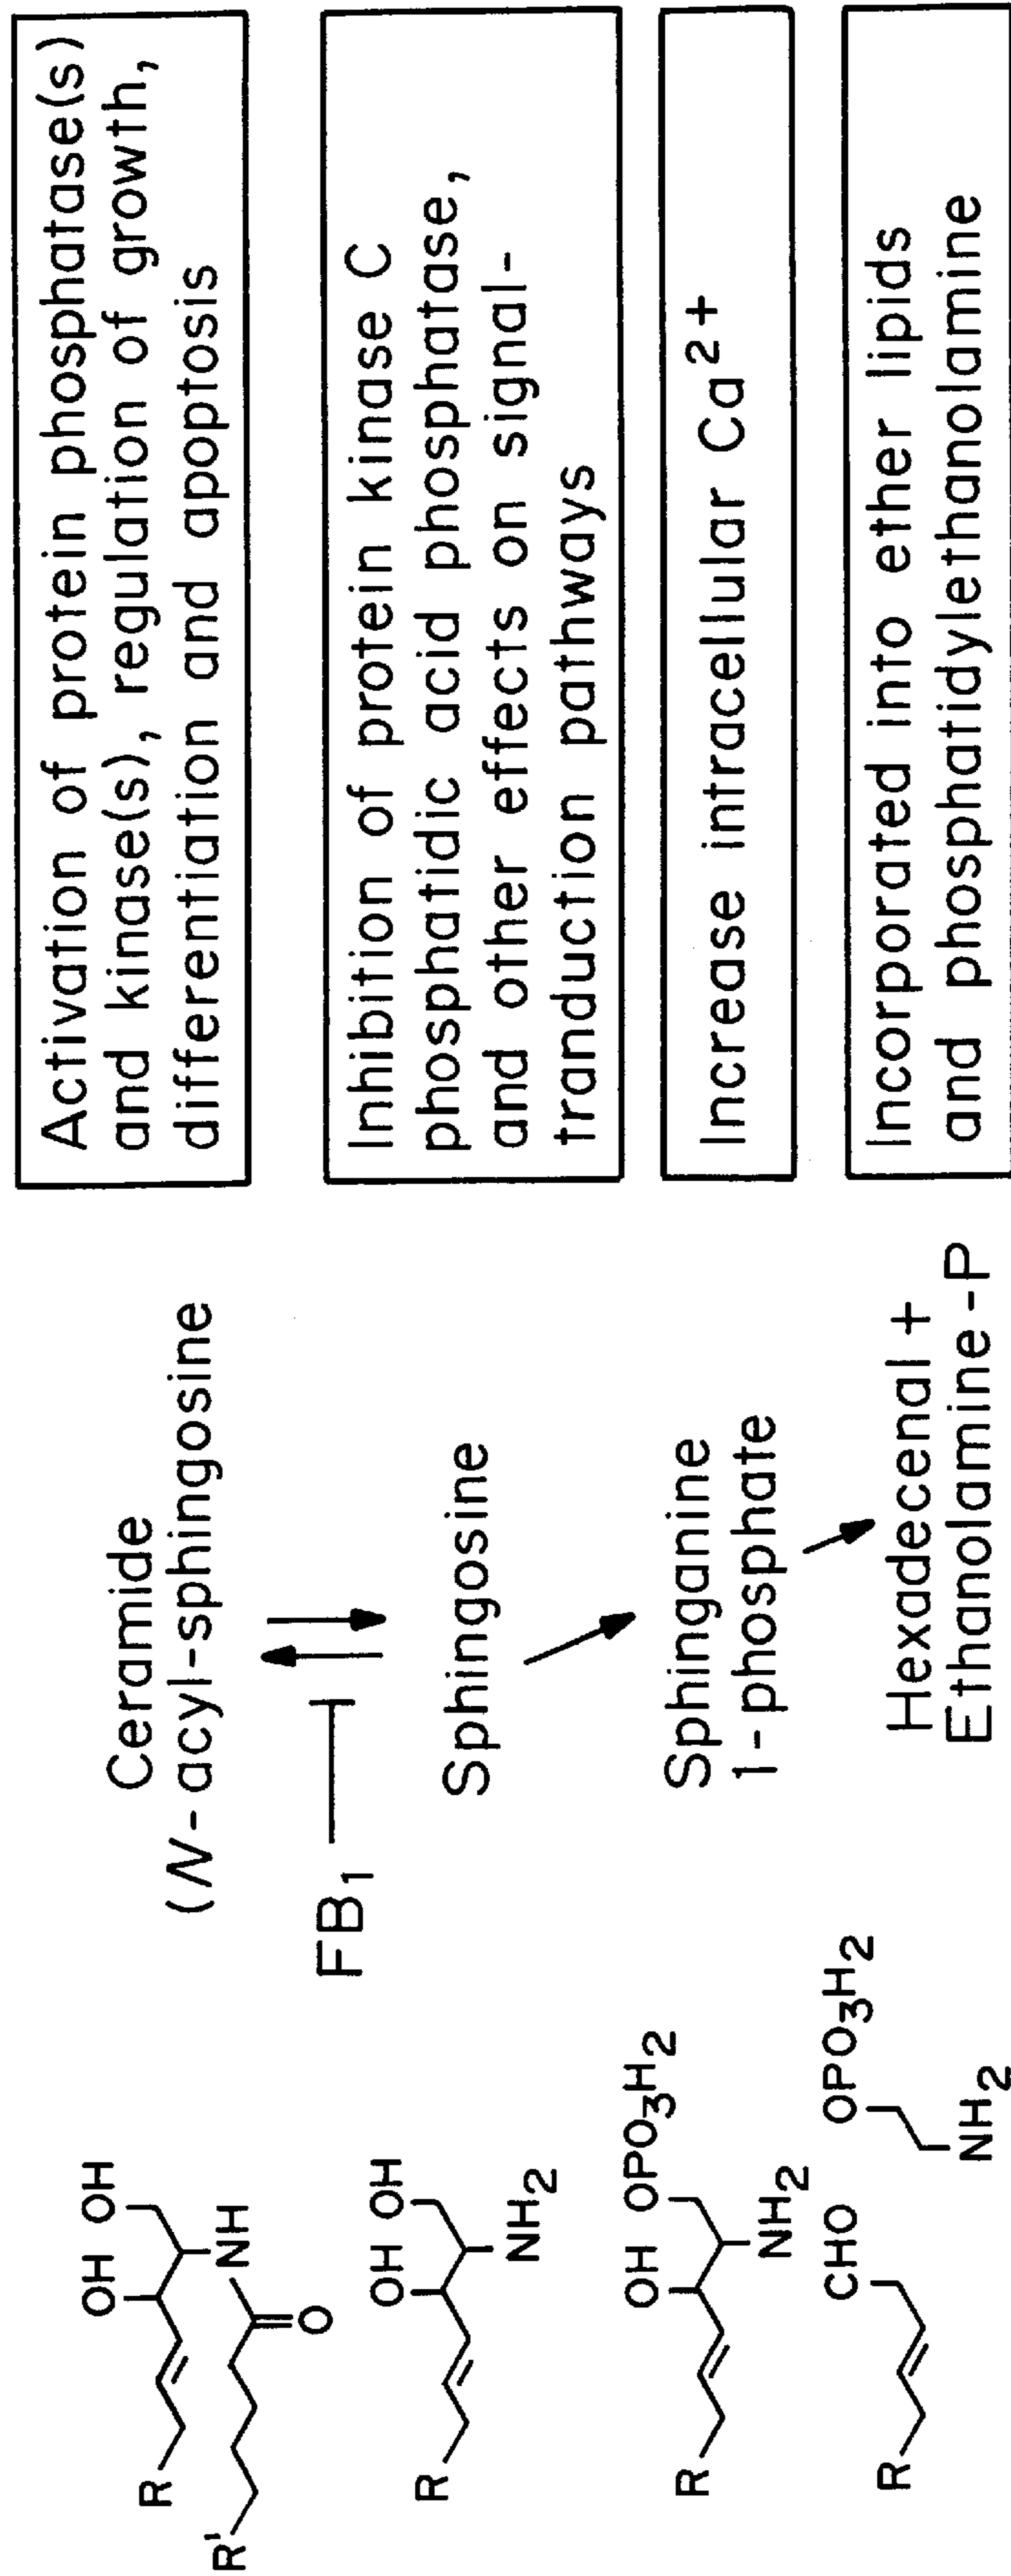 OH OH
R
NH
R'
O
Ceramide
(N-acyl-sphingosine
Activation of protein phosphatase(s)
and kinase(s), regulation of growth,
differentiation and apoptosis
FB1
OH OH
R
NH2
Sphingosine
Inhibition of protein kinase C
phosphatidic acid phosphatase,
and other effects on signal-
tranduction pathways
OH OPO3H2
R
NH2
Sphinganine
1-phosphate
Increase intracellular Ca2+
CHO OPO3H2
R
NH2
Hexadecenal +
Ethanolamine-P
Incorporated into ether lipids
and phosphatidylethanolamine